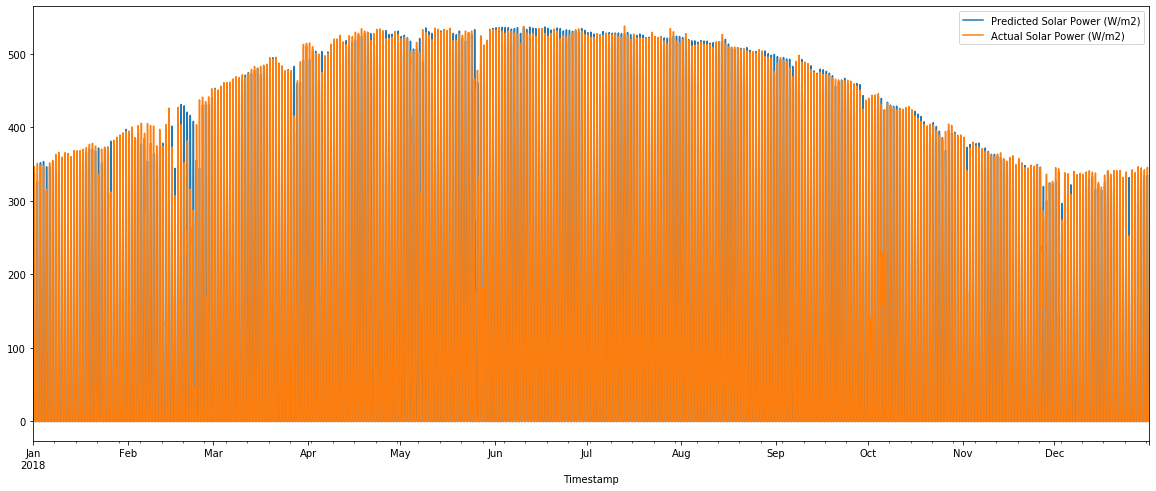 Predicted Solar Power (W/m2)
Actual Solar Power (W/m2)
500
400
300
200
100
0
Jan Feb Mar Apr May Jun Jul Aug Sep Oct Nov Dec
2018
Timestamp